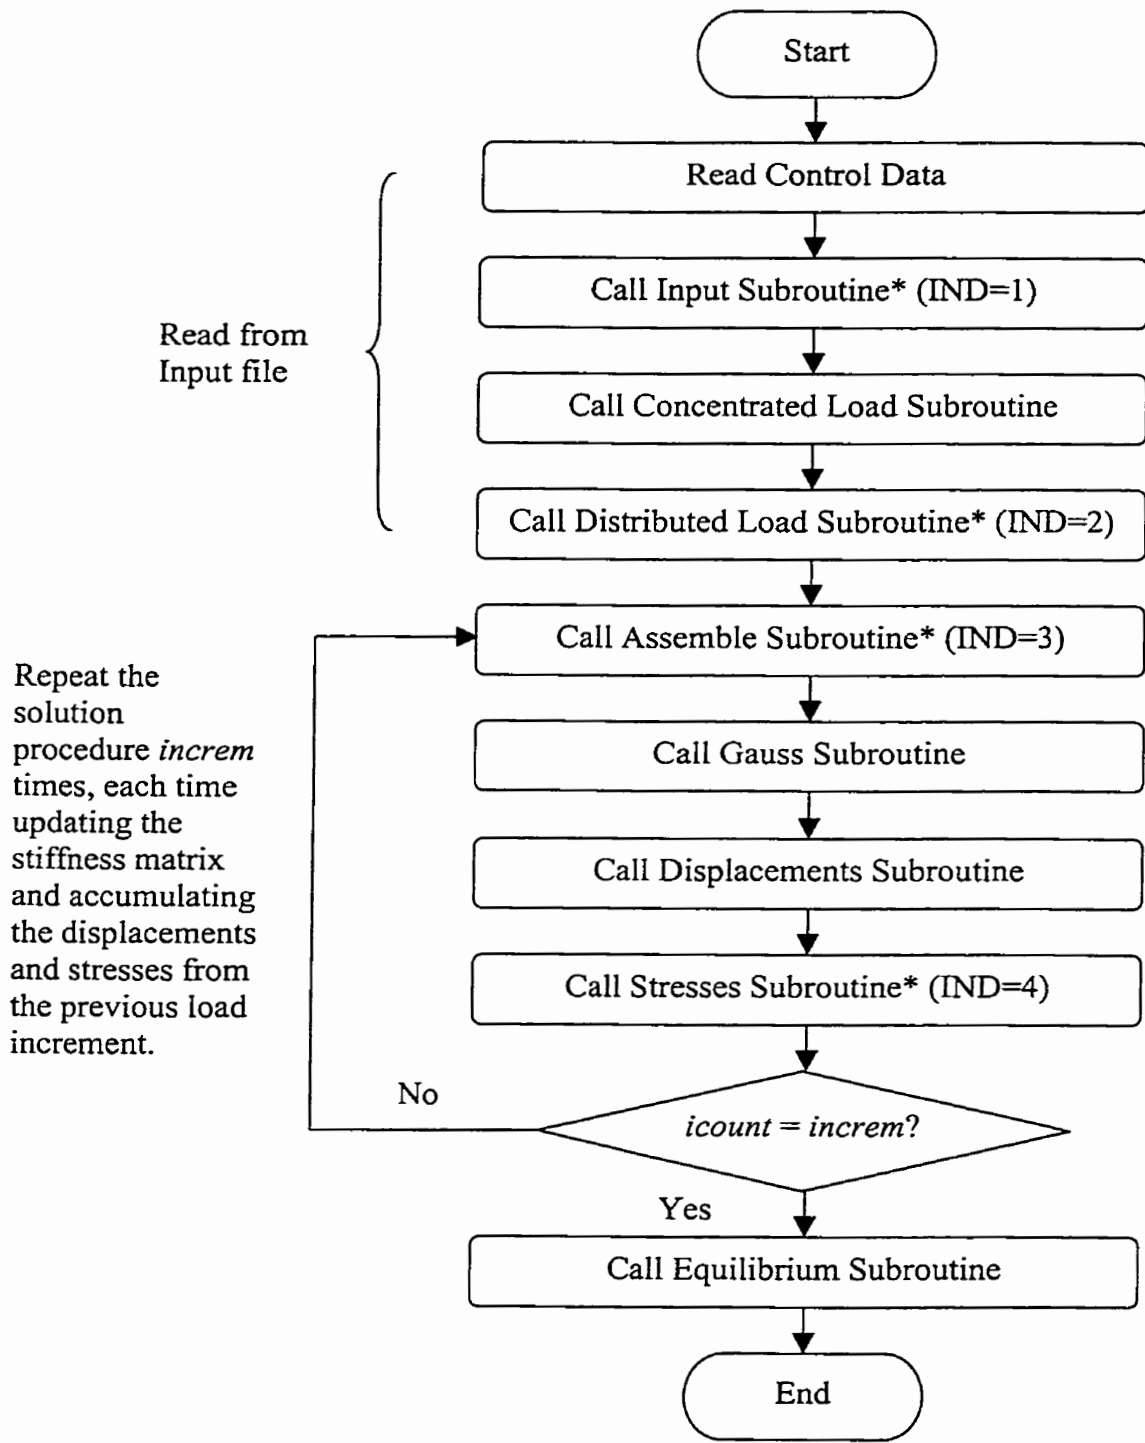 Start
Read Control Data
Call Input Subroutine* (IND=1)
Read from
Input file
Call Concentrated Load Subroutine
Call Distributed Load Subroutine* (IND=2)
Call Assemble Subroutine* (IND=3)
Repeat the
solution
procedure increm
times, each time
updating the
stiffness matrix
and accumulating
the displacements
and stresses from
the previous load
increment.
Call Gauss Subroutine
Call Displacements Subroutine
Call Stresses Subroutine* (IND=4)
No
icount = increm?
Yes
Call Equilibrium Subroutine
End